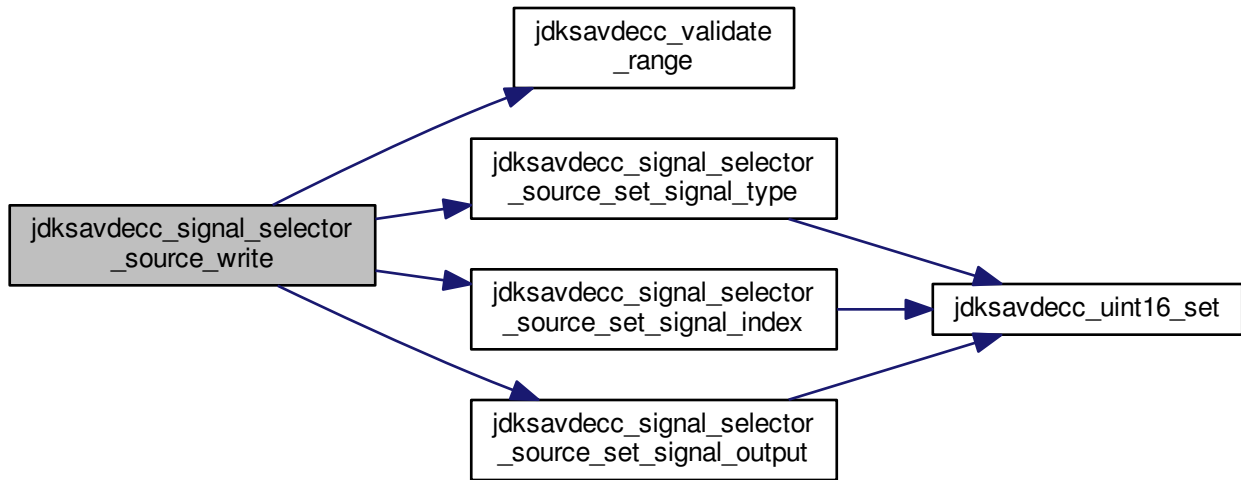 jdksavdecc_validate
_range
jdksavdecc_signal_selector
_source_set_signal_type
jdksavdecc_signal_selector
_source_write
jdksavdecc_signal_selector
_source_set_signal_index
jdksavdecc_uint16_set
jdksavdecc_signal_selector
_source_set_signal_output